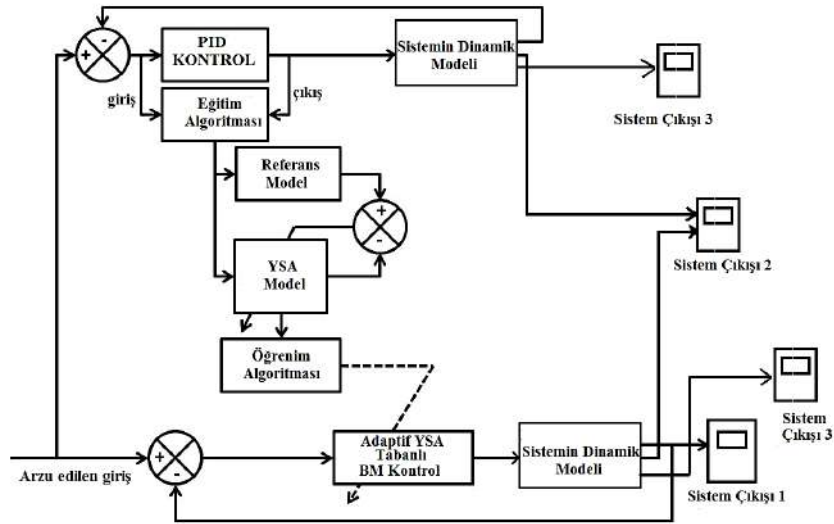 PID
KONTROL
Sistemin Dinamik
Modeli
+
-
giriş
çıkış
Eğitim
Algoritması
Sistem Çıkışı 3
Referans
Model
+
-
YSA
Model
Sistem Çıkışı 2
Öğrenim
Algoritması
Adaptif YSA
Tabanlı
BM Kontrol
Sistemin Dinamik
Modeli
Sistem
Çıkışı 3
+
-
Arzu edilen giriş
Sistem Çıkışı 1